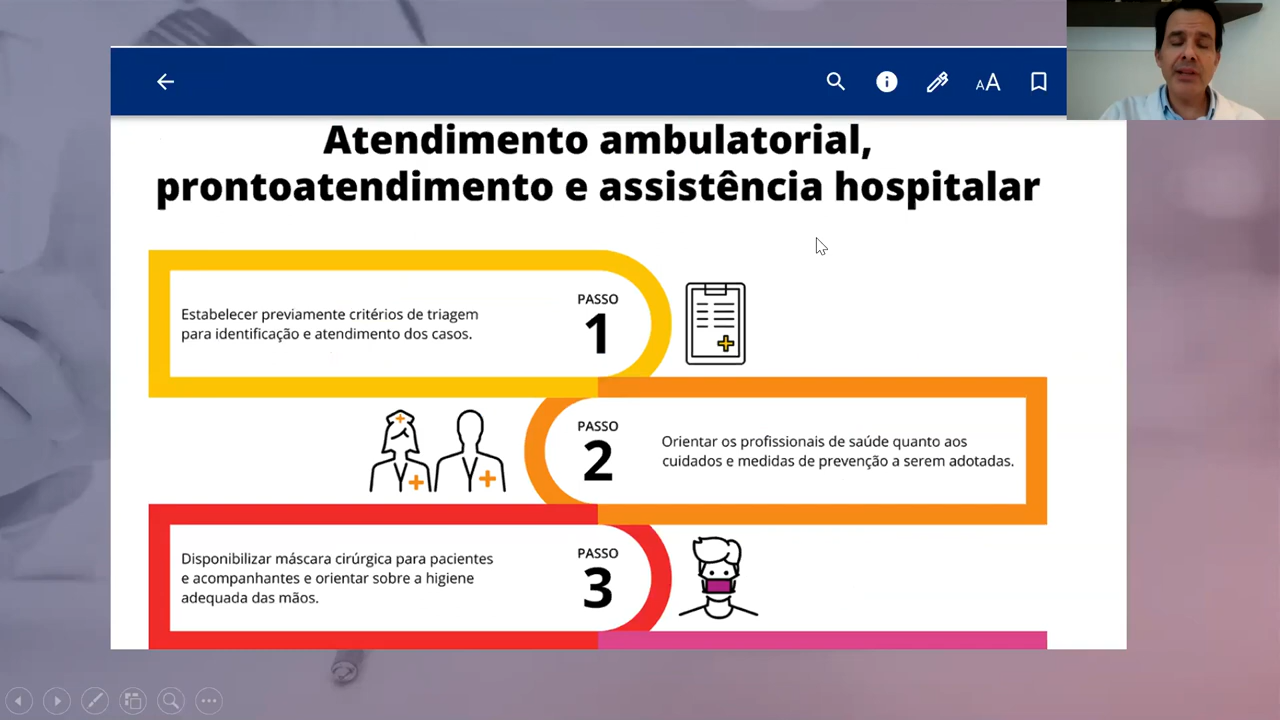 AA
Atendimento ambulatorial,
prontoatendimento e assistência hospitalar
Estabelecer previamente critérios de triagem
para identificação e atendimento dos casos.
PASSO
1
PASSO
2
Orientar os profissionais de saúde quanto aos
cuidados e medidas de prevenção a serem adotadas.
Disponibilizar máscara cirúrgica para pacientes
e acompanhantes e orientar sobre a higiene
adequada das mãos.
PASSO
3